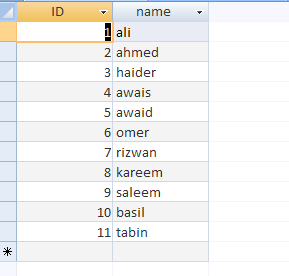 ID name
1 ali
2 ahmed
3 haider
4 awais
5 awaid
6 omer
7 rizwan
8 kareem
9 saleem
10 basil
11 tabin